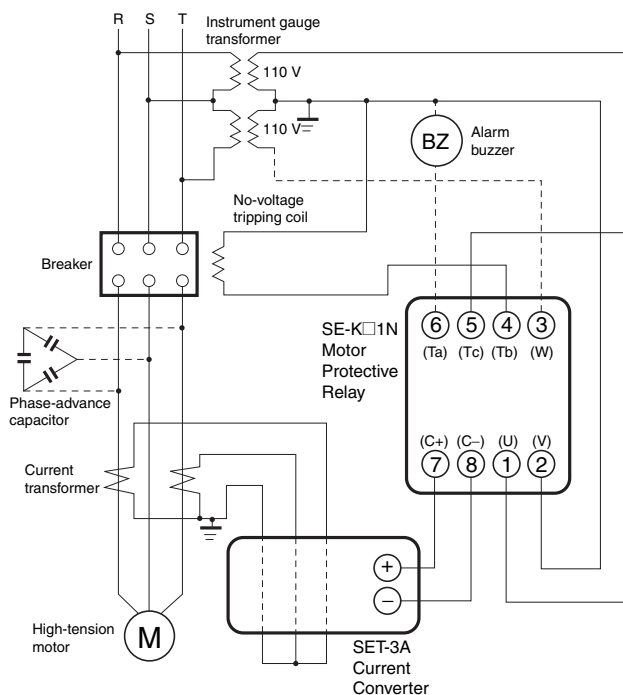 R S T
Instrument gauge
transformer
110 V
110 V
BZ
Alarm
buzzer
No-voltage
tripping coil
Breaker
SE-K□1N
Motor
Protective
Relay
6 5 4 3
(Ta) (Tc) (Tb) (W)
Phase-advance
capacitor
(C+) (C−) (U) (V)
7 8 1 2
Current
transformer
+
−
High-tension
motor
M
SET-3A
Current
Converter